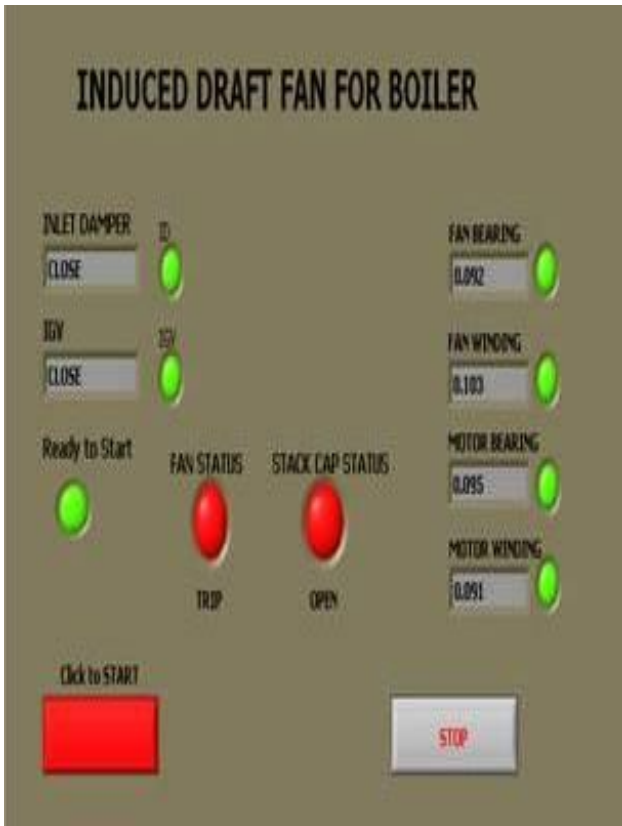 INDUCED DRAFT FAN FOR BOILER
INLET DAMPER
ID
CLOSE
IGV
IGV
CLOSE
Ready to Start
FAN STATUS
STACK CAP STATUS
TRIP
OPEN
Click to START
FAN BEARING
0.092
FAN WINDING
0.103
MOTOR BEARING
0.095
MOTOR WINDING
0.091
STOP